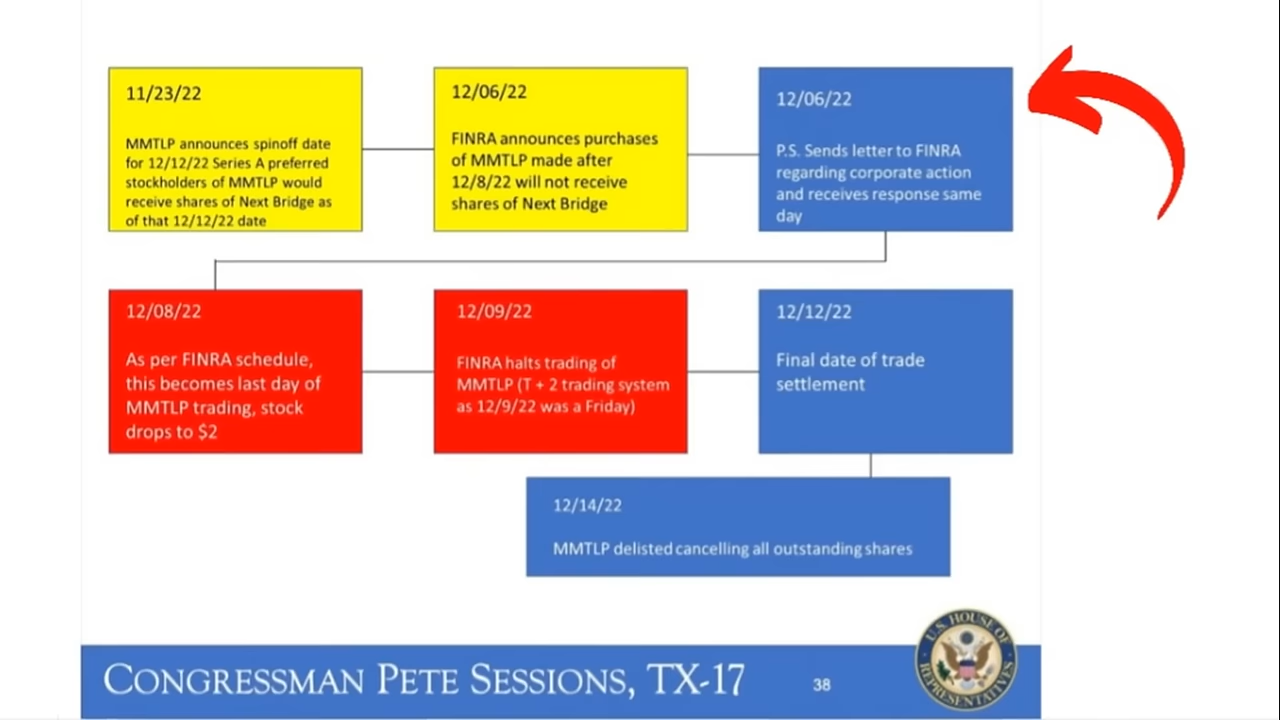 11/23/22
MMTLP announces spinoff date
for 12/12/22 Series A preferred
stockholders of MMTLP would
receive shares of Next Bridge as
of that 12/12/22 date
12/06/22
FINRA announces purchases
of MMTLP made after
12/8/22 will not receive
shares of Next Bridge
12/06/22
P.S. Sends letter to FINRA
regarding corporate action
and receives response same
day
12/08/22
As per FINRA schedule,
this becomes last day of
MMTLP trading, stock
drops to $2
12/09/22
FINRA halts trading of
MMTLP (T + 2 trading system
as 12/9/22 was a Friday)
12/12/22
Final date of trade
settlement
12/14/22
MMTLP delisted cancelling all outstanding shares
CONGRESSMAN PETE SESSIONS, TX-17
38
U.S. HOUSE OF
REPRESENTATIVES